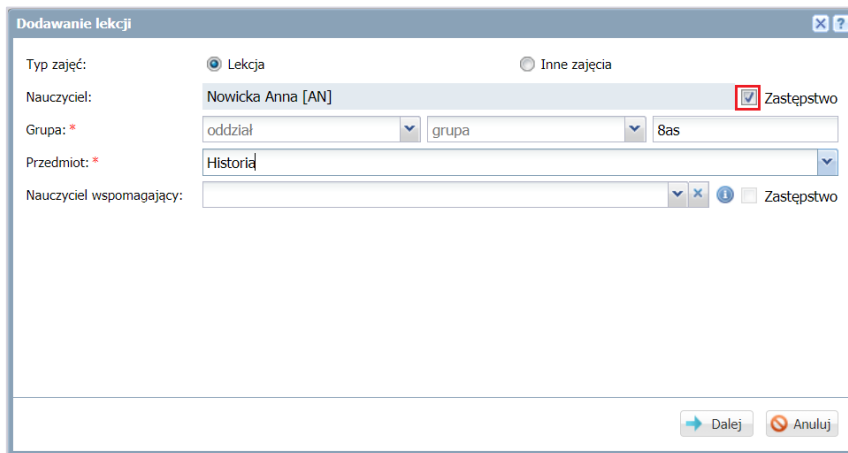 Dodawanie lekcji
Typ zajęć: Lekcja Inne zajęcia
Nauczyciel: Nowicka Anna [AN] Zastępstwo
Grupa: * oddział grupa 8as
Przedmiot: * Historia
Nauczyciel wspomagający: Zastępstwo
Dalej Anuluj